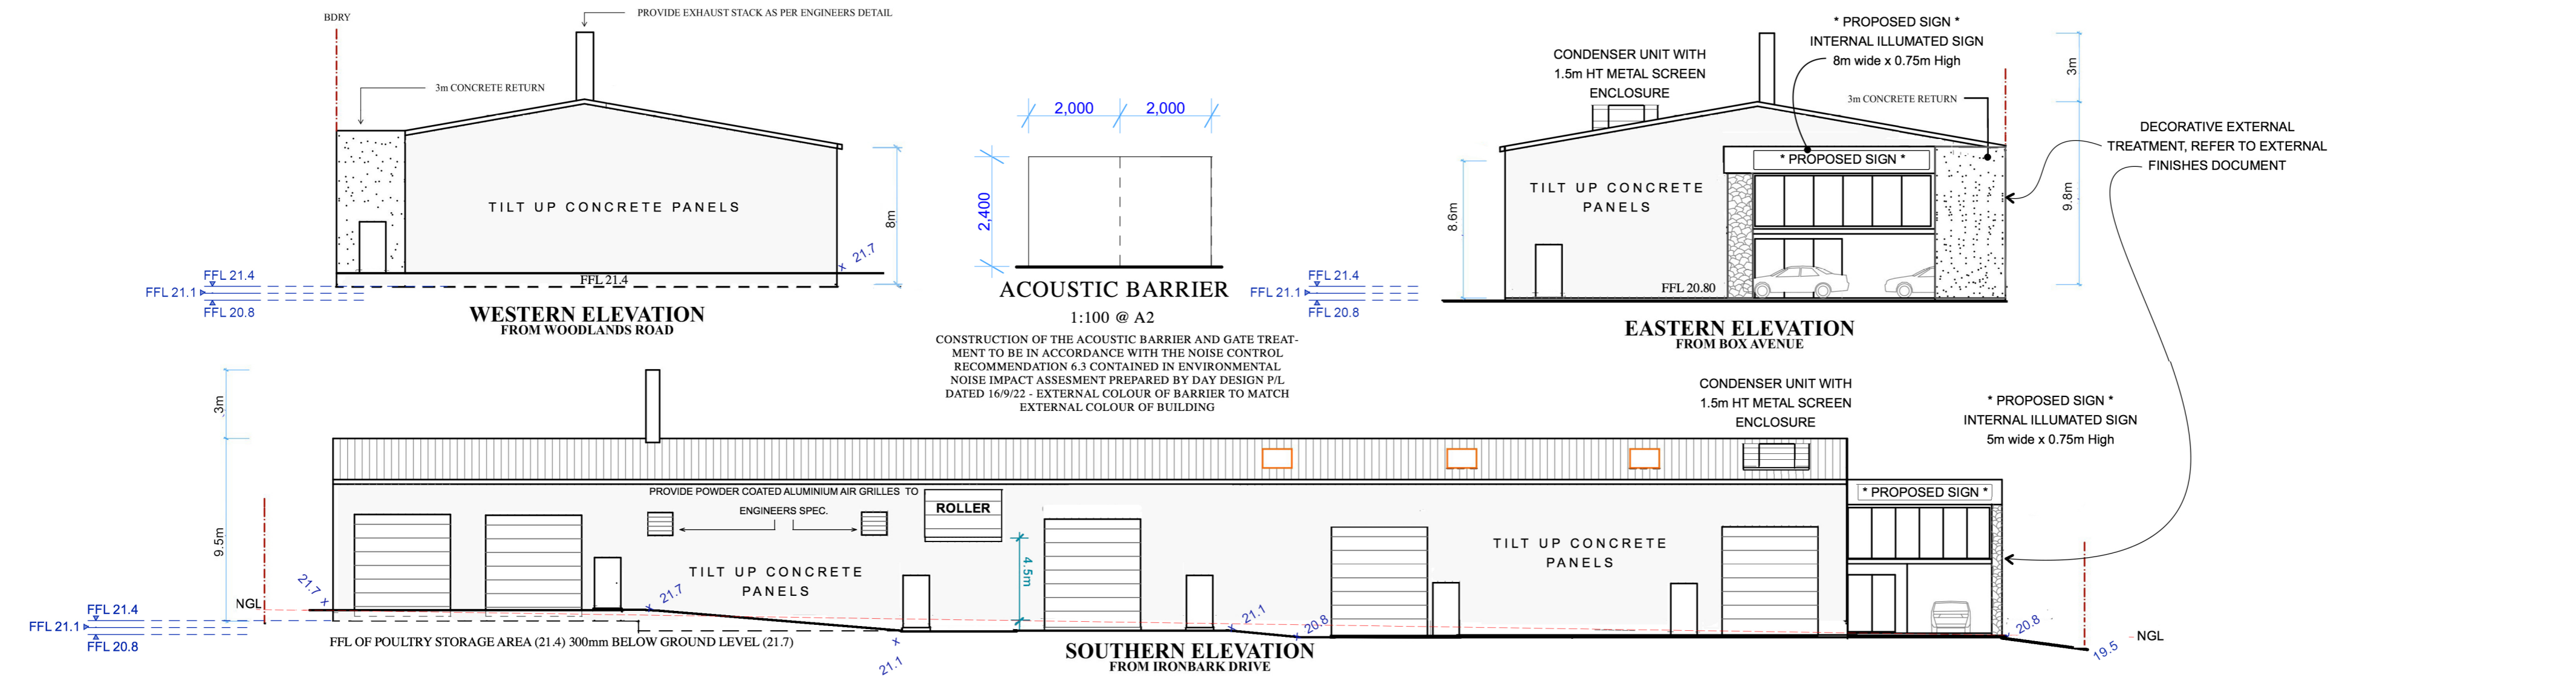 BDRY
PROVIDE EXHAUST STACK AS PER ENGINEERS DETAIL
3m CONCRETE RETURN
TILT UP CONCRETE PANELS
8m
21.7
FFL 21.4
FFL 21.1
FFL 20.8
FFL 21.4
WESTERN ELEVATION
FROM WOODLANDS ROAD
2,000
2,000
2,400
ACOUSTIC BARRIER
1:100 @ A2
CONSTRUCTION OF THE ACOUSTIC BARRIER AND GATE TREAT-
MENT TO BE IN ACCORDANCE WITH THE NOISE CONTROL
RECOMMENDATION 6.3 CONTAINED IN ENVIRONMENTAL
NOISE IMPACT ASSESMENT PREPARED BY DAY DESIGN P/L
DATED 16/9/22 - EXTERNAL COLOUR OF BARRIER TO MATCH
EXTERNAL COLOUR OF BUILDING
* PROPOSED SIGN *
INTERNAL ILLUMATED SIGN
8m wide x 0.75m High
CONDENSER UNIT WITH
1.5m HT METAL SCREEN
ENCLOSURE
3m CONCRETE RETURN
3m
DECORATIVE EXTERNAL
TREATMENT, REFER TO EXTERNAL
FINISHES DOCUMENT
* PROPOSED SIGN *
TILT UP CONCRETE
PANELS
8.6m
9.8m
FFL 21.4
FFL 21.1
FFL 20.8
FFL 20.80
EASTERN ELEVATION
FROM BOX AVENUE
CONDENSER UNIT WITH
1.5m HT METAL SCREEN
ENCLOSURE
* PROPOSED SIGN *
INTERNAL ILLUMATED SIGN
5m wide x 0.75m High
3m
9.5m
PROVIDE POWDER COATED ALUMINIUM AIR GRILLES TO
ENGINEERS SPEC.
ROLLER
* PROPOSED SIGN *
TILT UP CONCRETE
PANELS
TILT UP CONCRETE
PANELS
4.5m
21.7
21.7
21.1
21.1
20.8
20.8
19.5
NGL
NGL
FFL 21.4
FFL 21.1
FFL 20.8
FFL OF POULTRY STORAGE AREA (21.4) 300mm BELOW GROUND LEVEL (21.7)
SOUTHERN ELEVATION
FROM IRONBARK DRIVE